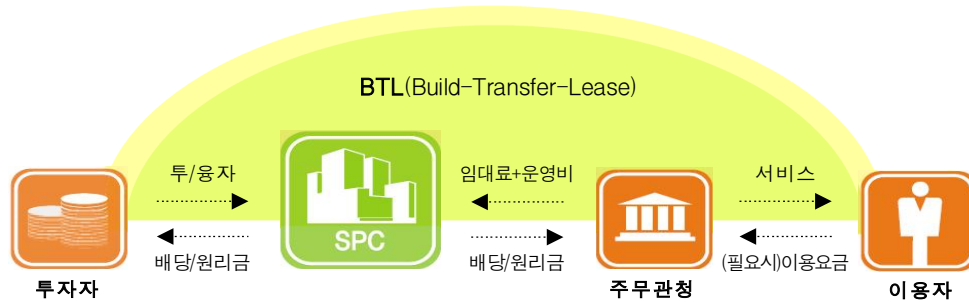 BTL(Build-Transfer-Lease)
투/융자
임대료+운영비
서비스
SPC
배당/원리금
배당/원리금
(필요시)이용요금
투자자
주무관청
이용자